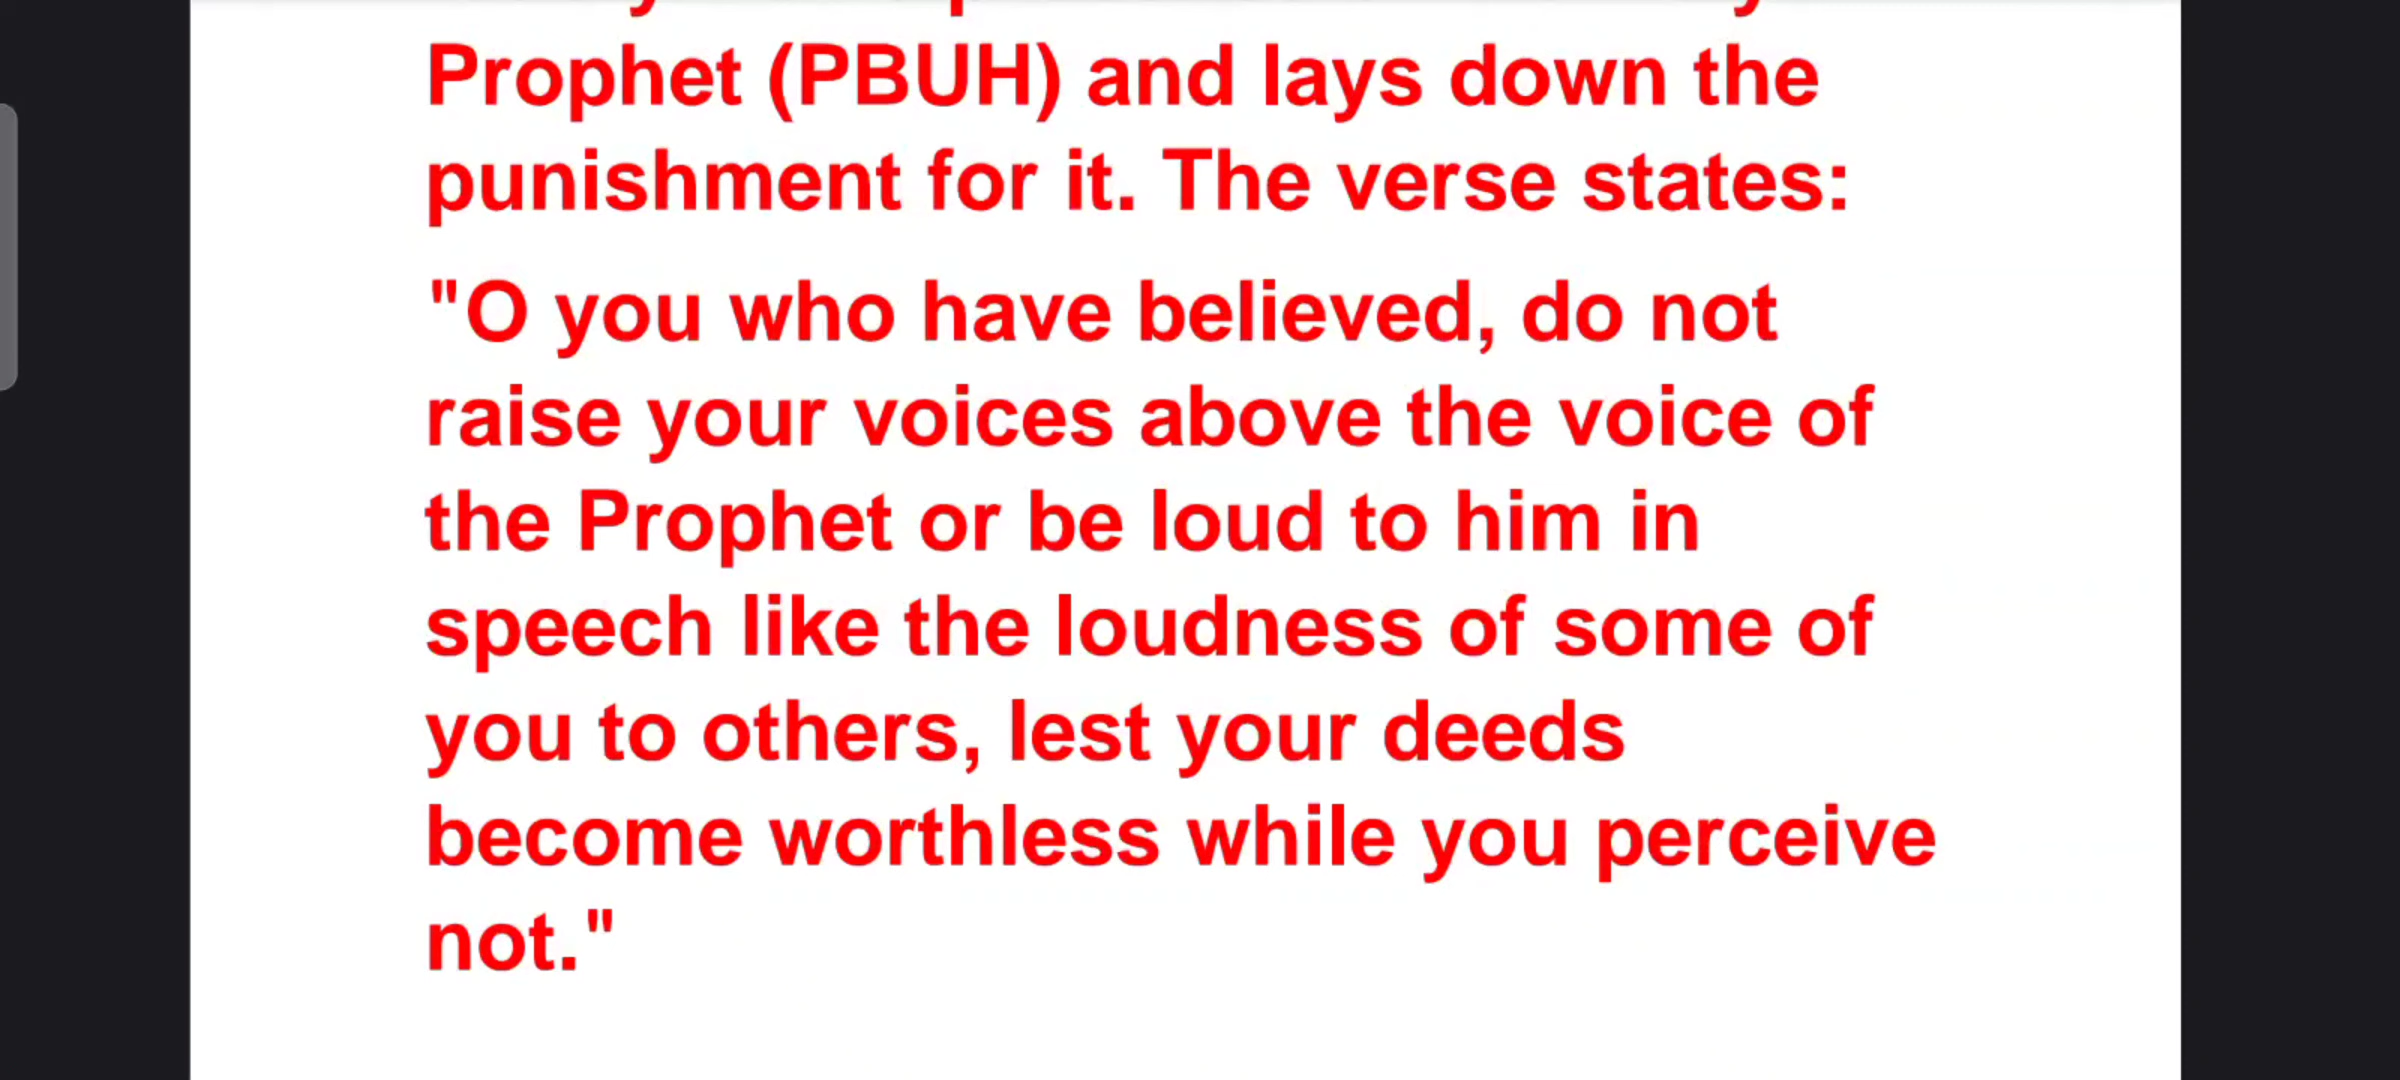 Prophet (PBUH) and lays down the
punishment for it. The verse states:
"O you who have believed, do not
raise your voices above the voice of
the Prophet or be loud to him in
speech like the loudness of some of
you to others, lest your deeds
become worthless while you perceive
not."